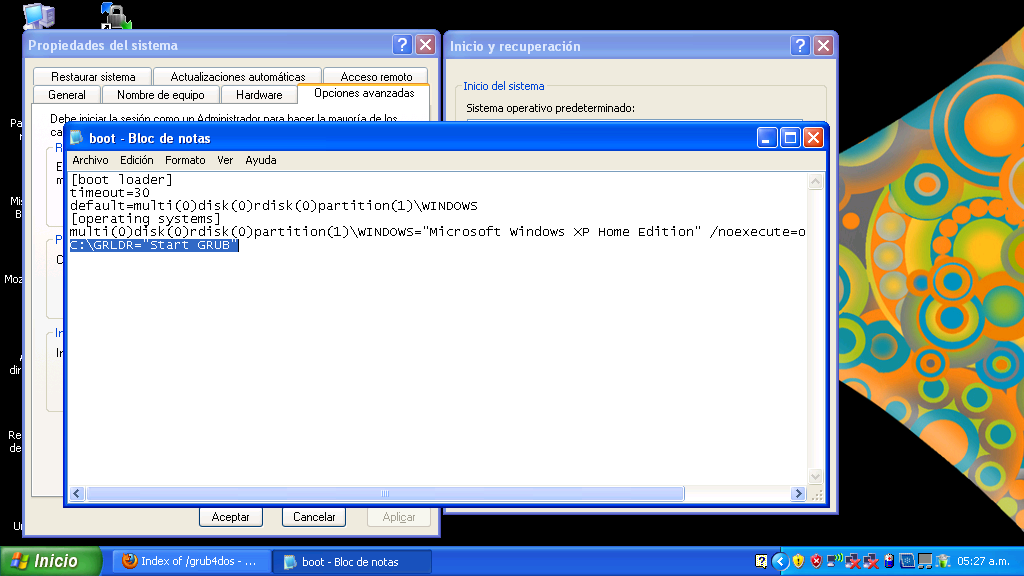 Propiedades del sistema
Inicio y recuperación
Restaurar sistema
Actualizaciones automáticas
Acceso remoto
General
Nombre de equipo
Hardware
Opciones avanzadas
Inicio del sistema
Sistema operativo predeterminado:
Debe iniciar la sesión como un Administrador para hacer la mayoría de los
boot - Bloc de notas
Archivo Edición Formato Ver Ayuda
[boot loader]
timeout=30
default=multi(0)disk(0)rdisk(0)partition(1)\WINDOWS
[operating systems]
multi(0)disk(0)rdisk(0)partition(1)\WINDOWS="Microsoft Windows XP Home Edition" /noexecute=o
C:\GRLDR="Start GRUB"
Aceptar
Cancelar
Aplicar
Inicio
Index of /grub4dos - ...
boot - Bloc de notas
05:27 a.m.